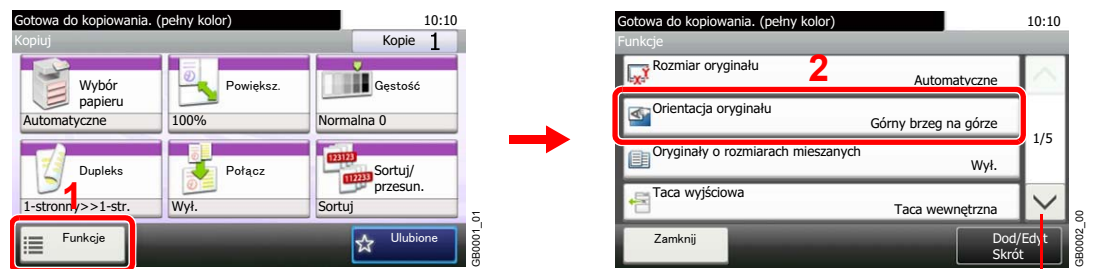 Gotowa do kopiowania. (pełny kolor)
10:10
Kopiuj
Kopie 1
Wybór
papieru
Automatyczne
Powiększ.
100%
Gęstość
Normalna 0
Dupleks
1-stronny>>1-str.
Połącz
Wył.
Sortuj/
przesun.
Sortuj
1
Funkcje
Ulubione
GB0001_01
Gotowa do kopiowania. (pełny kolor)
10:10
Funkcje
2
Rozmiar oryginału
Automatyczne
Orientacja oryginału
Górny brzeg na górze
Oryginały o rozmiarach mieszanych
Wył.
Taca wyjściowa
Taca wewnętrzna
1/5
Zamknij
Dod/Edyt
Skrót
GB0002_00